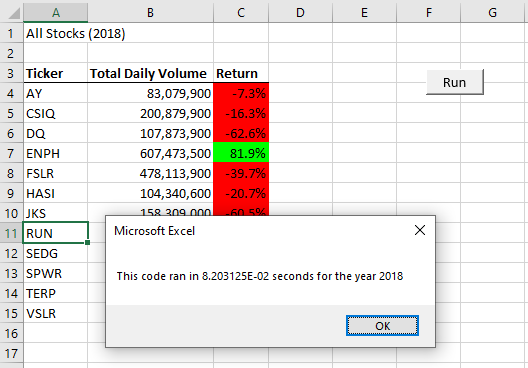 A B C D E F G
1 All Stocks (2018)
2
3 Ticker Total Daily Volume Return
4 AY 83,079,900 -7.3%
Run
5 CSIQ 200,879,900 -16.3%
6 DQ 107,873,900 -62.6%
7 ENPH 607,473,500 81.9%
8 FSLR 478,113,900 -39.7%
9 HASI 104,340,600 -20.7%
10 JKS 158,309,000 -60.5%
11 RUN
12 SEDG
13 SPWR
14 TERP
15 VSLR
16
17
Microsoft Excel
This code ran in 8.203125E-02 seconds for the year 2018
OK